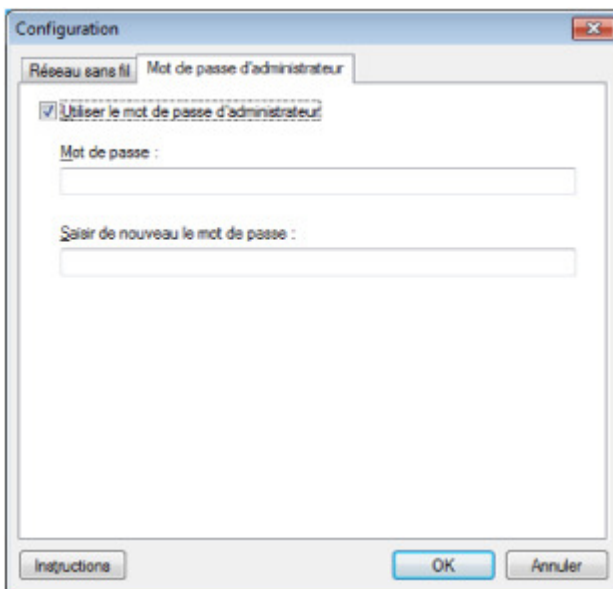 Configuration
Réseau sans fil
Mot de passe d'administrateur
Utiliser le mot de passe d'administrateur
Mot de passe :
Saisir de nouveau le mot de passe :
Instructions
OK
Annuler